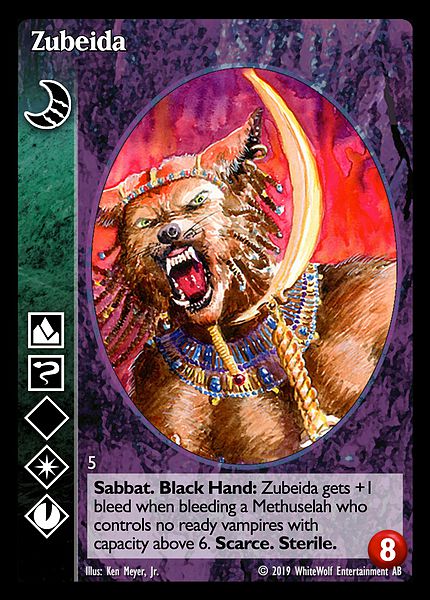 Zubeida
5
Sabbat. Black Hand: Zubeida gets +1
bleed when bleeding a Methuselah who
controls no ready vampires with
capacity above 6. Scarce. Sterile.
8
Illus: Ken Meyer, Jr.
© 2019 WhiteWolf Entertainment AB